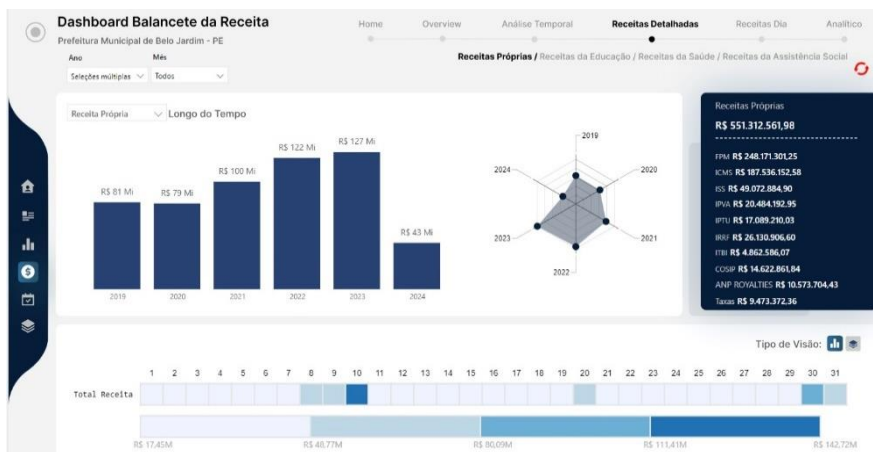 Dashboard Balancete da Receita
Prefeitura Municipal de Belo Jardim - PE
Home Overview Análise Temporal Receitas Detalhadas Receitas Dia Analítico
Receitas Próprias / Receitas da Educação / Receitas da Saúde / Receitas da Assistência Social
Ano Mês
Seleções múltiplas Todos
Receita Própria Longo do Tempo
R$ 81 Mi
R$ 79 Mi
R$ 100 Mi
R$ 122 Mi
R$ 127 Mi
R$ 43 Mi
2019 2020 2021 2022 2023 2024
2019
2020
2021
2022
2023
2024
Receitas Próprias
R$ 551.312.561,98
FPM R$ 248.171.301,25
ICMS R$ 187.536.152,58
ISS R$ 49.072.884,90
IPVA R$ 20.484.192,95
IPTU R$ 17.089.210,03
IRRF R$ 26.130.906,60
ITBI R$ 4.862.586,07
COSIP R$ 14.622.861,84
ANP ROYALTIES R$ 10.573.704,43
Taxas R$ 9.473.372,36
Tipo de Visão:
1 2 3 4 5 6 7 8 9 10 11 12 13 14 15 16 17 18 19 20 21 22 23 24 25 26 27 28 29 30 31
Total Receita
R$ 17,45M R$ 48,77M R$ 80,09M R$ 111,41M R$ 142,72M